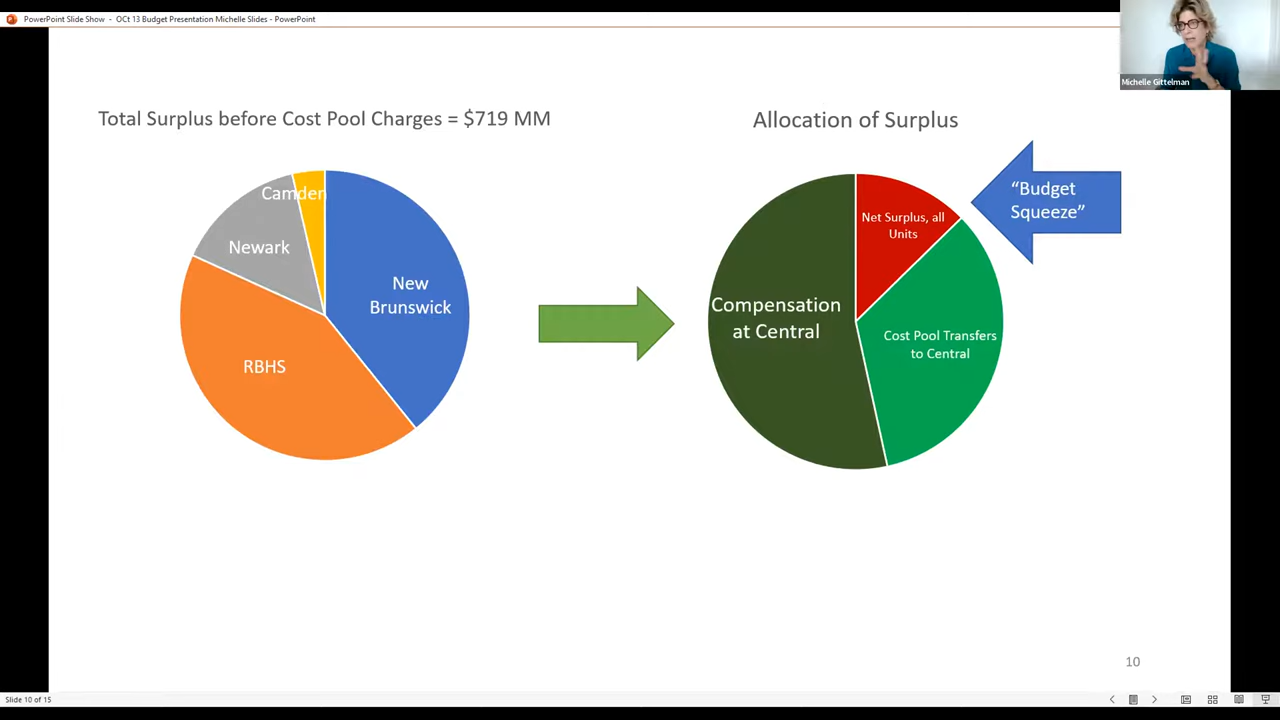 PowerPoint Slide Show - OCt 13 Budget Presentation Michelle Slides - PowerPoint
Michelle Gittelman
Total Surplus before Cost Pool Charges = $719 MM
Allocation of Surplus
Camden
Newark
New
Brunswick
RBHS
"Budget
Squeeze"
Net Surplus, all
Units
Compensation
at Central
Cost Pool Transfers
to Central
10
Slide 10 of 15